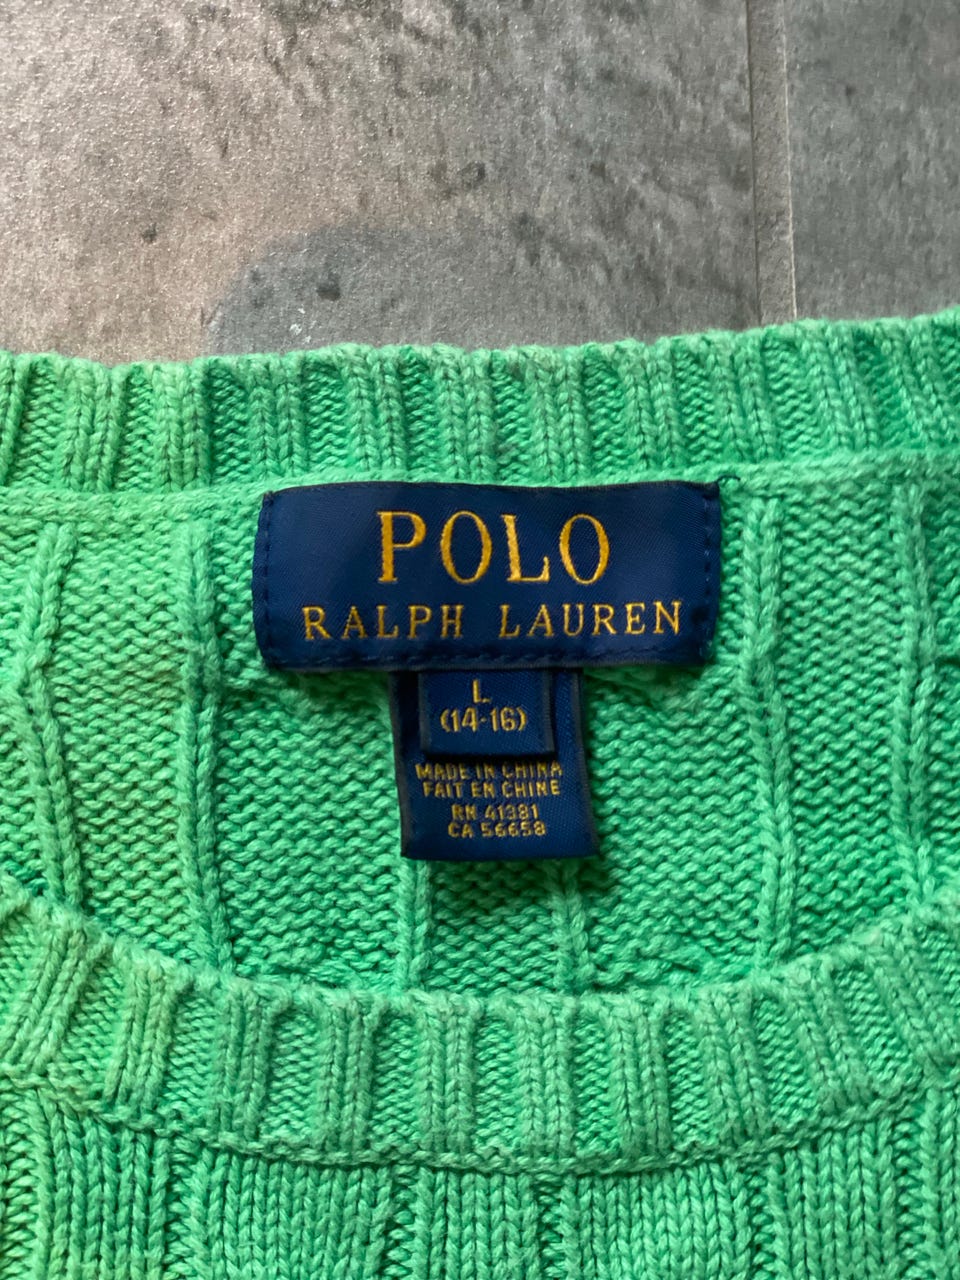 POLO
RALPH LAUREN
L
(14-16)
MADE IN CHINA
FAIT EN CHINE
RN 41381
CA 56658